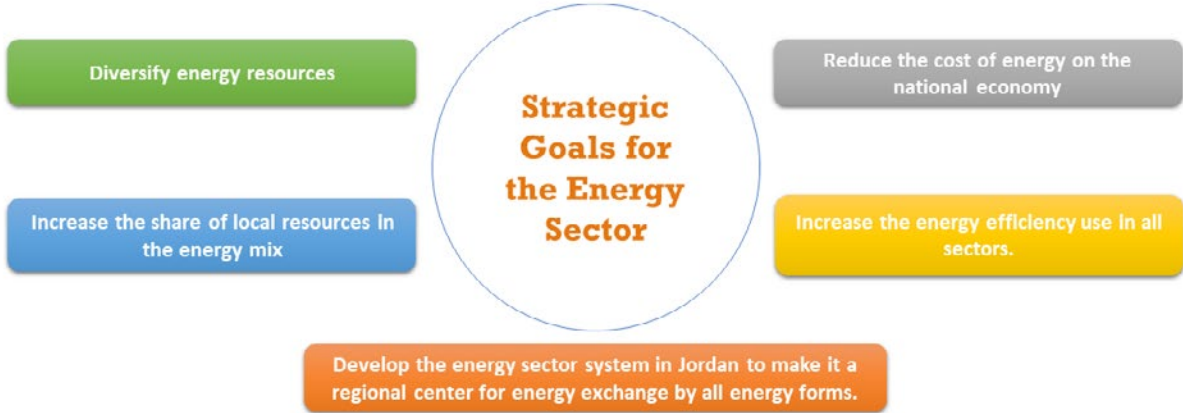 Diversify energy resources
Reduce the cost of energy on the
national economy
Strategic
Goals for
the Energy
Sector
Increase the share of local resources in
the energy mix
Increase the energy efficiency use in all
sectors.
Develop the energy sector system in Jordan to make it a
regional center for energy exchange by all energy forms.